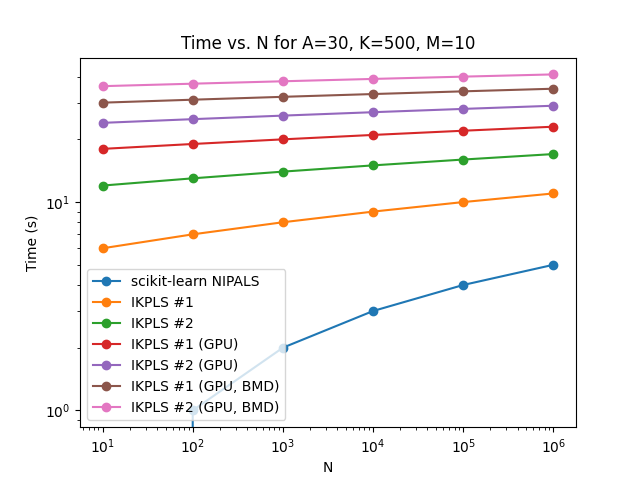 Time vs. N for A=30, K=500, M=10
Time (s)
10¹
10⁰
scikit-learn NIPALS
IKPLS #1
IKPLS #2
IKPLS #1 (GPU)
IKPLS #2 (GPU)
IKPLS #1 (GPU, BMD)
IKPLS #2 (GPU, BMD)
10¹ 10² 10³ 10⁴ 10⁵ 10⁶
N